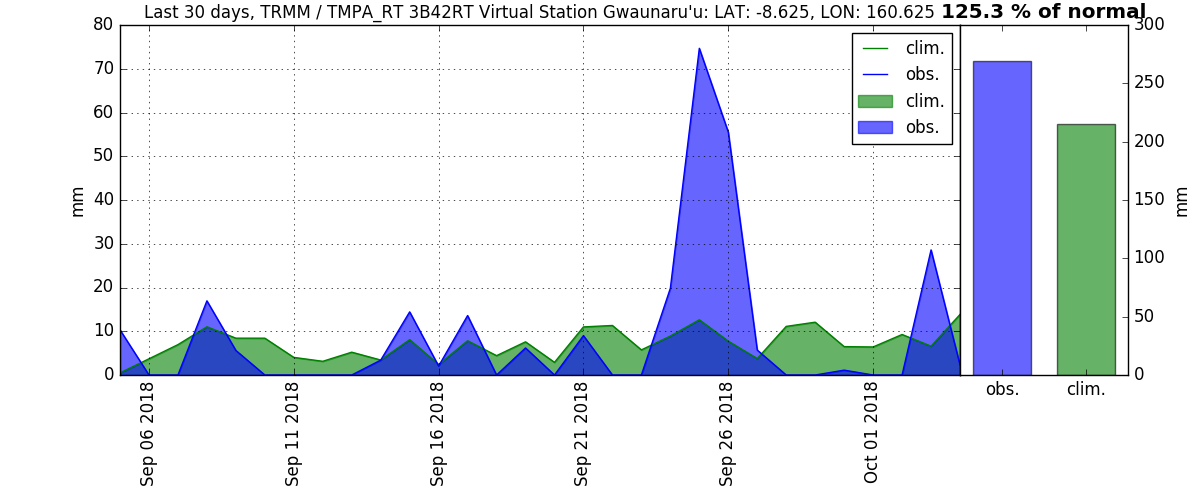 Last 30 days, TRMM / TMPA_RT 3B42RT Virtual Station Gwaunaru'u: LAT: -8.625, LON: 160.625 125.3 % of normal
80
70
60
50
40
30
20
10
0
mm
clim.
obs.
clim.
obs.
Sep 06 2018
Sep 11 2018
Sep 16 2018
Sep 21 2018
Sep 26 2018
Oct 01 2018
300
250
200
150
100
50
0
mm
obs. clim.